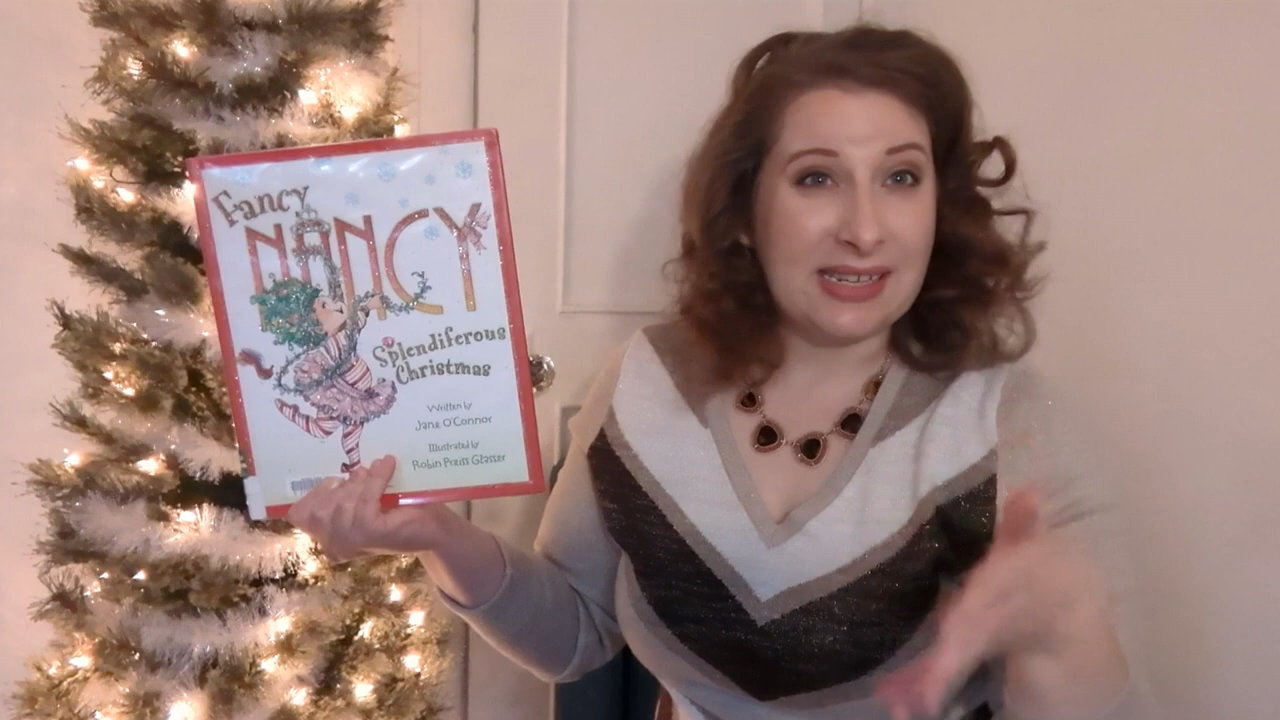 Fancy
NANCY
Splendiferous
Christmas
Written by
Jane O'Connor
Illustrated by
Robin Preiss Glasser